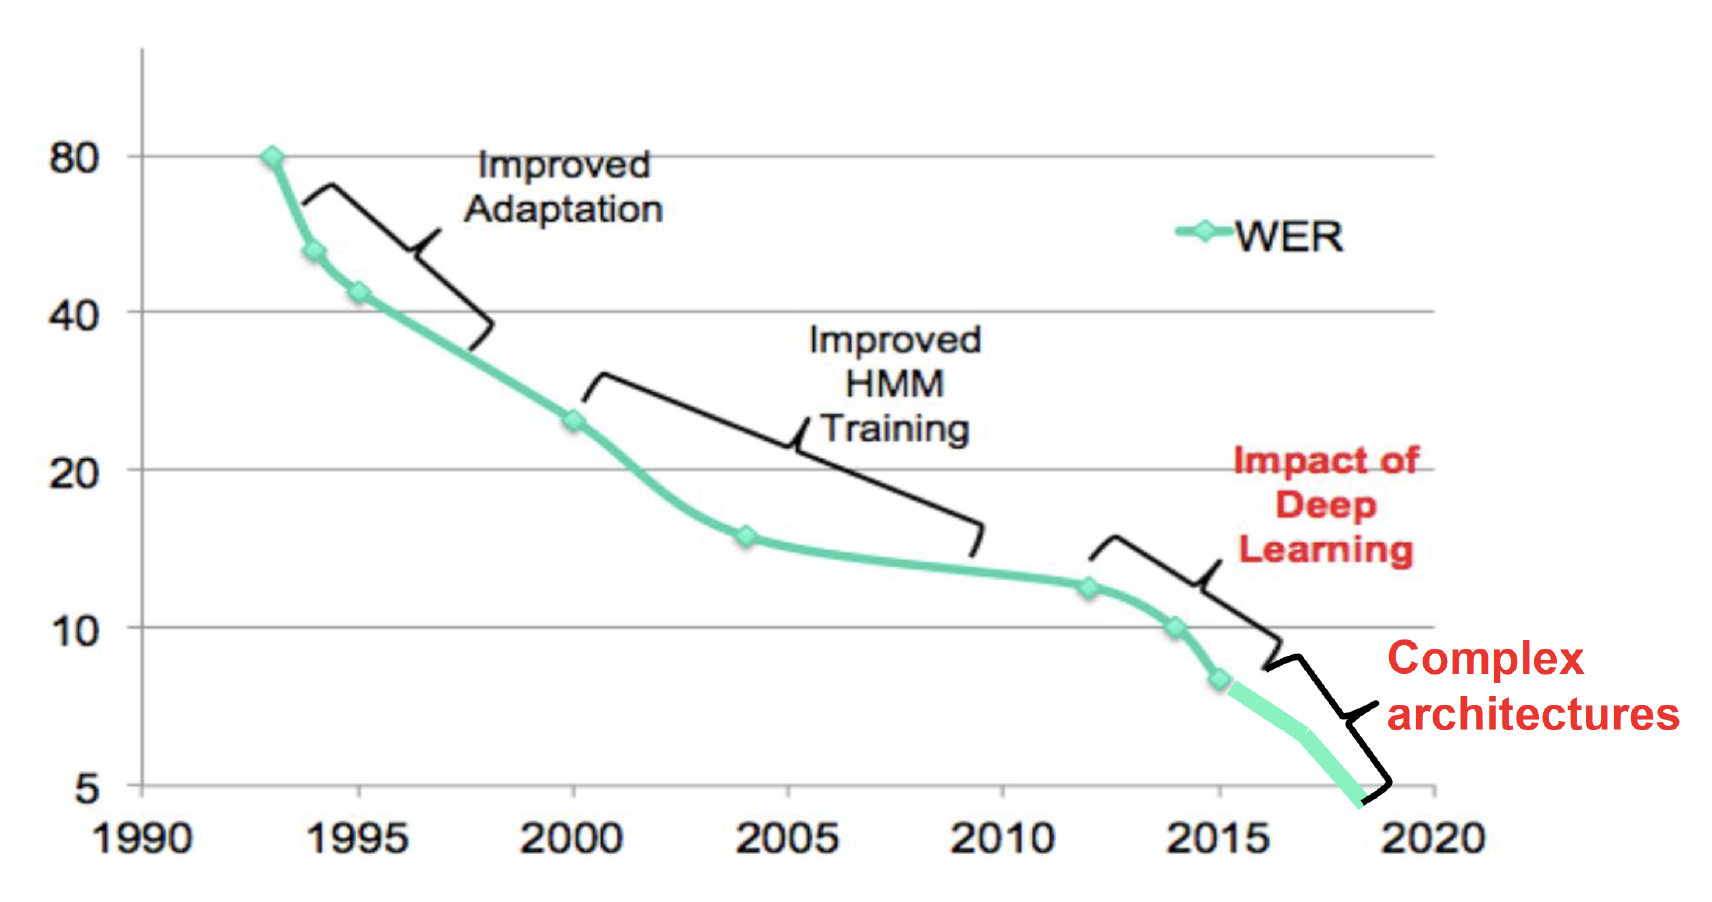 80
Improved
Adaptation
WER
40
Improved
HMM
Training
20
Impact of
Deep
Learning
10
Complex
architectures
5
1990 1995 2000 2005 2010 2015 2020